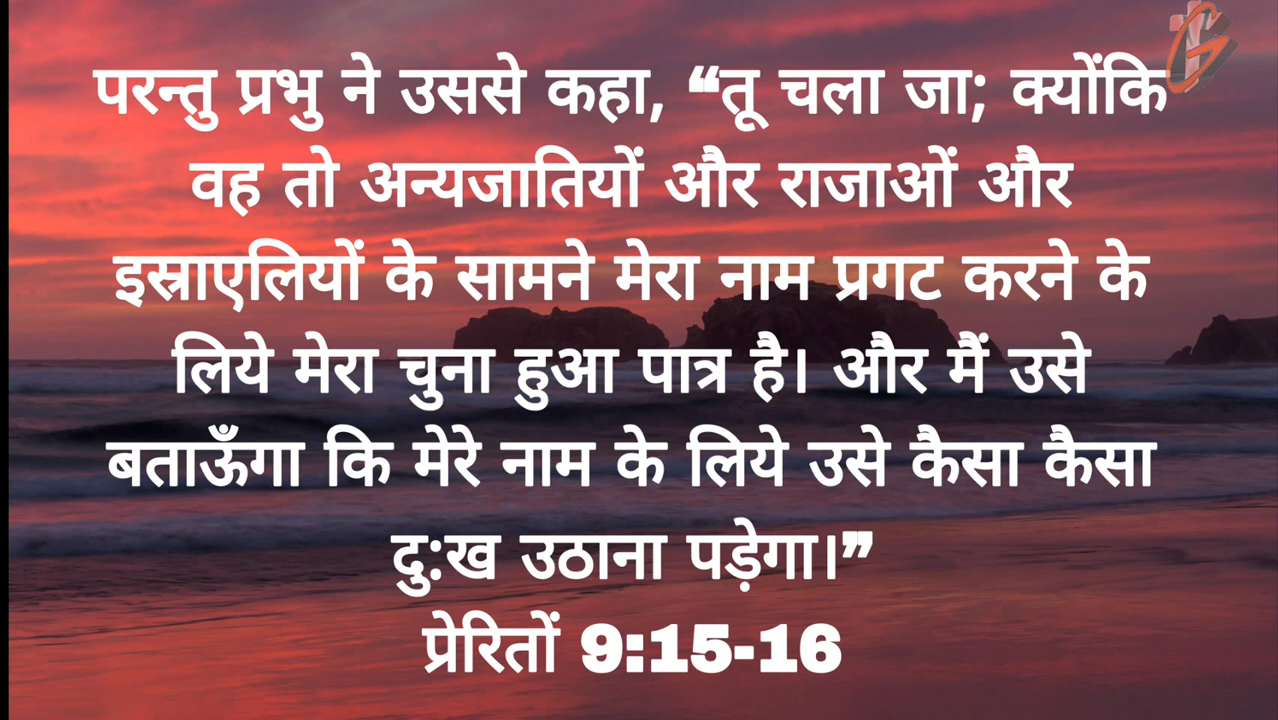 परन्तु प्रभु ने उससे कहा, “तू चला जा; क्योंकि
वह तो अन्यजातियों और राजाओं और
इस्राएलियों के सामने मेरा नाम प्रगट करने के
लिये मेरा चुना हुआ पात्र है। और मैं उसे
बताऊँगा कि मेरे नाम के लिये उसे कैसा कैसा
दु:ख उठाना पड़ेगा।”
प्रेरितों 9:15-16